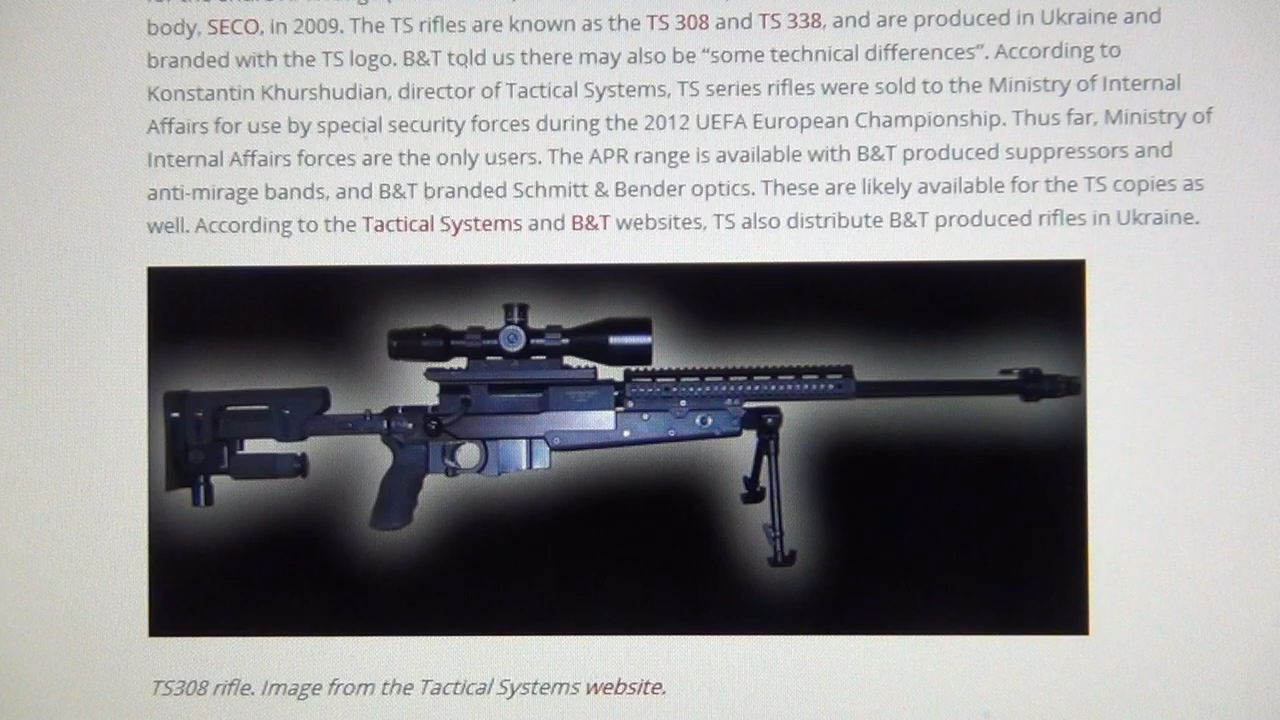 body, SECO, in 2009. The TS rifles are known as the TS 308 and TS 338, and are produced in Ukraine and
branded with the TS logo. B&T told us there may also be “some technical differences”. According to
Konstantin Khurshudian, director of Tactical Systems, TS series rifles were sold to the Ministry of Internal
Affairs for use by special security forces during the 2012 UEFA European Championship. Thus far, Ministry of
Internal Affairs forces are the only users. The APR range is available with B&T produced suppressors and
anti-mirage bands, and B&T branded Schmitt & Bender optics. These are likely available for the TS copies as
well. According to the Tactical Systems and B&T websites, TS also distribute B&T produced rifles in Ukraine.
TS308 rifle. Image from the Tactical Systems website.